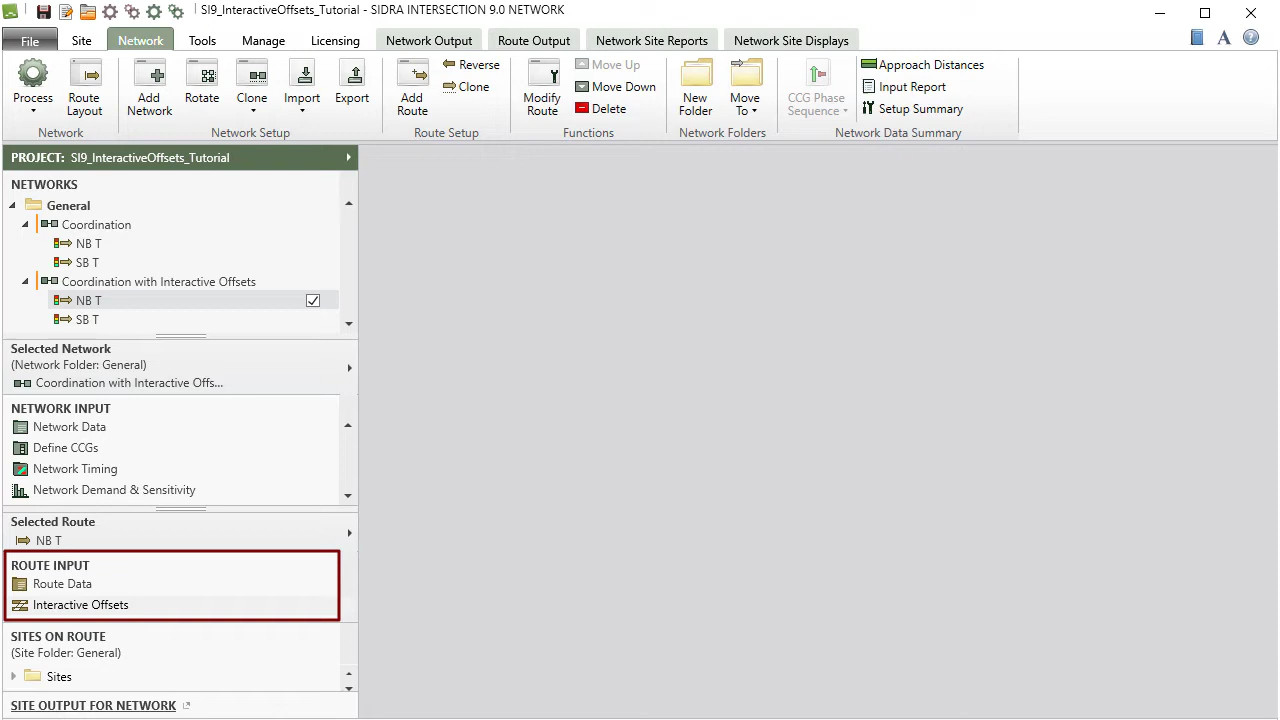 SI9_InteractiveOffsets_Tutorial - SIDRA INTERSECTION 9.0 NETWORK
File Site Network Tools Manage Licensing Network Output Route Output Network Site Reports Network Site Displays
Process
Route Layout
Network
Add Network
Rotate
Clone
Import
Export
Network Setup
Add Route
Reverse
Clone
Route Setup
Modify Route
Move Up
Move Down
Delete
Functions
New Folder
Move To
Network Folders
CCG Phase Sequence
Approach Distances
Input Report
Setup Summary
Network Data Summary
PROJECT: SI9_InteractiveOffsets_Tutorial
NETWORKS
General
Coordination
NB T
SB T
Coordination with Interactive Offsets
NB T
SB T
Selected Network
(Network Folder: General)
Coordination with Interactive Offs...
NETWORK INPUT
Network Data
Define CCGs
Network Timing
Network Demand & Sensitivity
Selected Route
NB T
ROUTE INPUT
Route Data
Interactive Offsets
SITES ON ROUTE
(Site Folder: General)
Sites
SITE OUTPUT FOR NETWORK